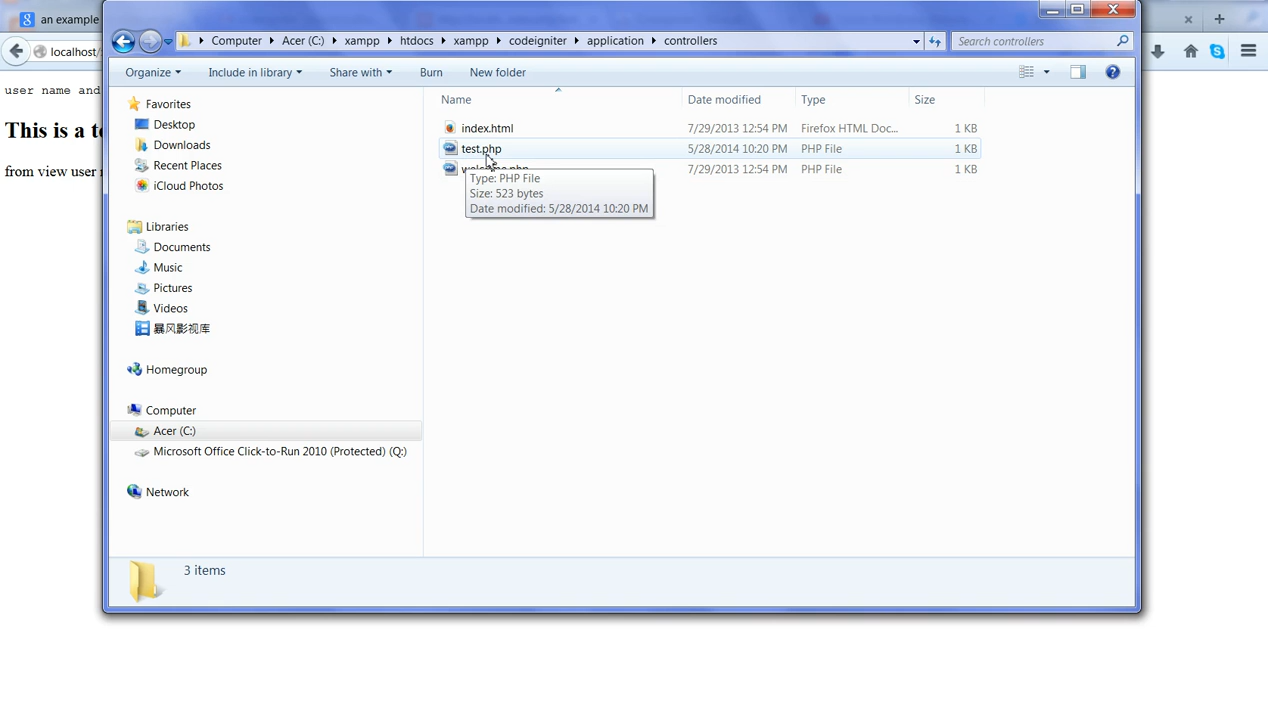 an example
localhost/
user name and
This is a te
from view user n
Computer Acer (C:) xampp htdocs xampp codeigniter application controllers
Search controllers
Organize Include in library Share with Burn New folder
Name Date modified Type Size
index.html 7/29/2013 12:54 PM Firefox HTML Doc... 1 KB
test.php 5/28/2014 10:20 PM PHP File 1 KB
welcome.php 7/29/2013 12:54 PM PHP File 1 KB
Type: PHP File
Size: 523 bytes
Date modified: 5/28/2014 10:20 PM
Favorites
Desktop
Downloads
Recent Places
iCloud Photos
Libraries
Documents
Music
Pictures
Videos
暴风影视库
Homegroup
Computer
Acer (C:)
Microsoft Office Click-to-Run 2010 (Protected) (Q:)
Network
3 items